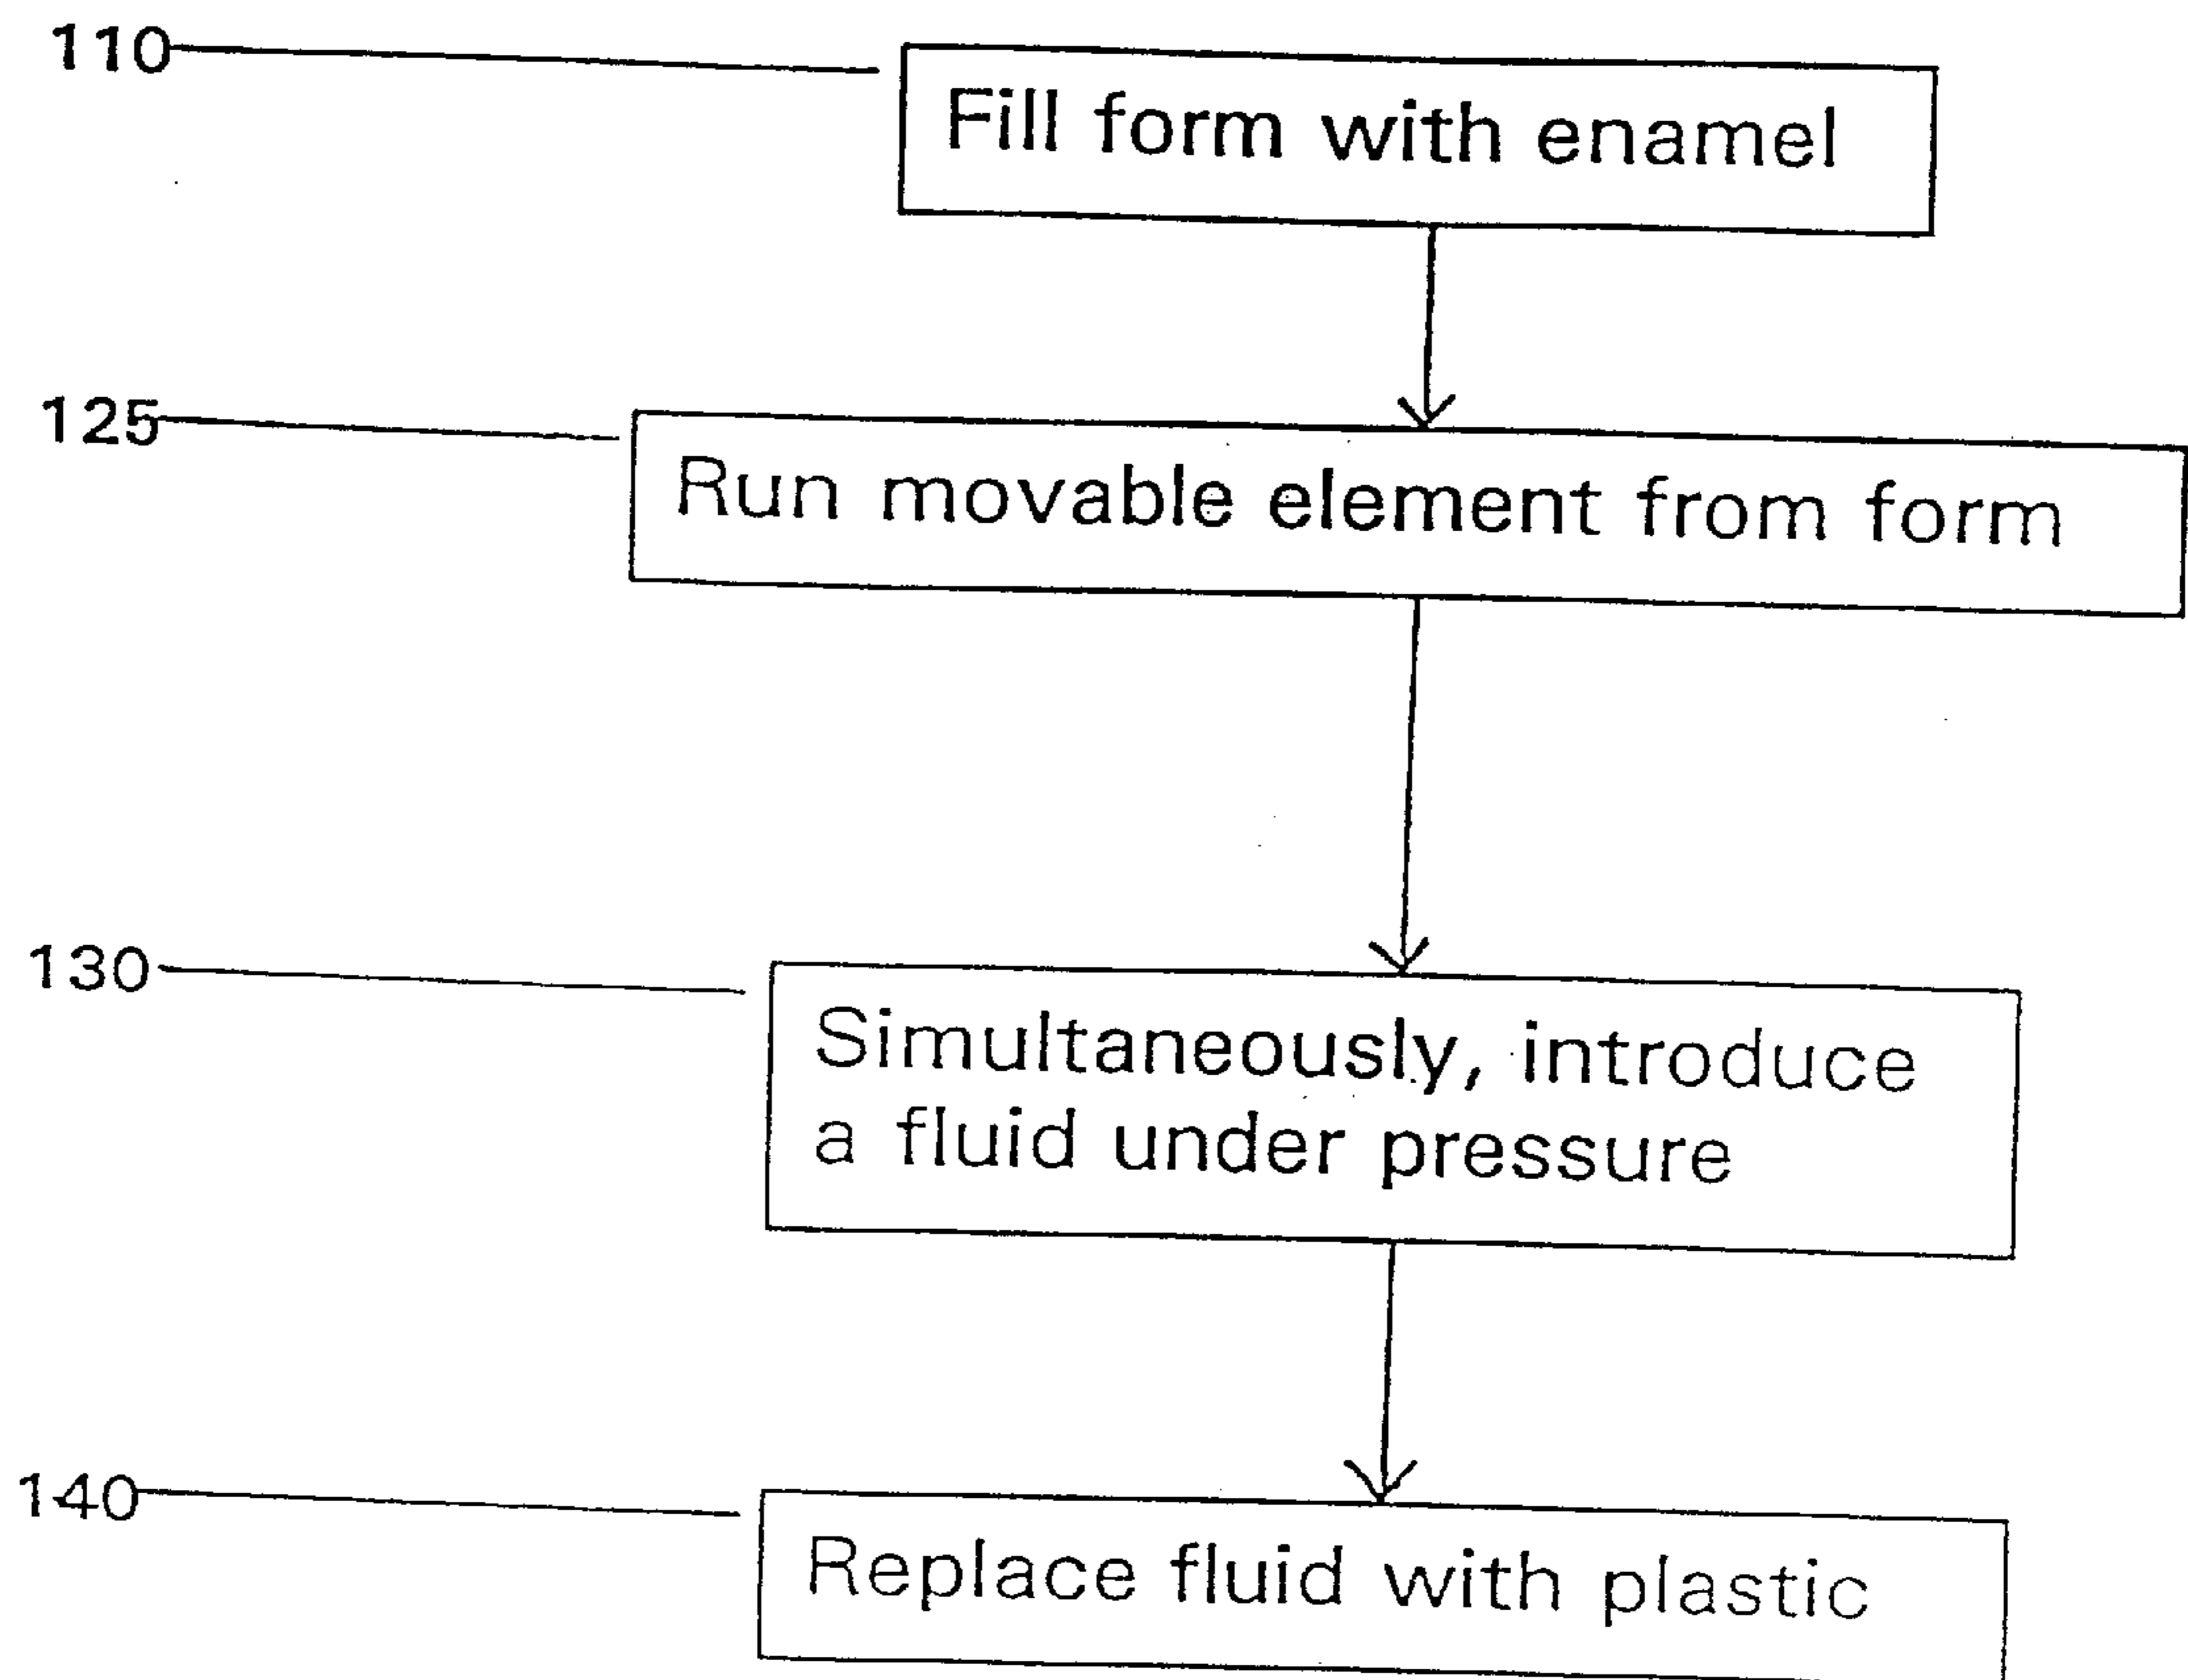 110
Fill form with enamel
125
Run movable element from form
130
Simultaneously, introduce
a fluid under pressure
140
Replace fluid with plastic